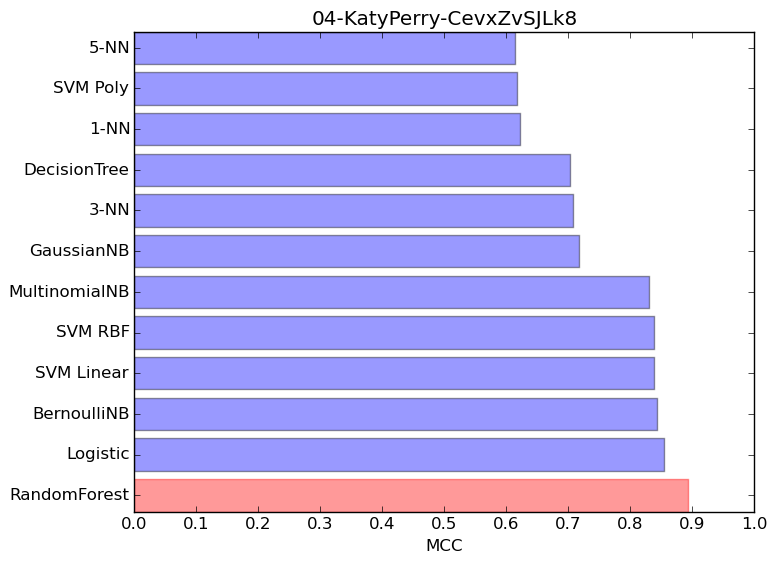 04-KatyPerry-CevxZvSJLk8
5-NN
SVM Poly
1-NN
DecisionTree
3-NN
GaussianNB
MultinomialNB
SVM RBF
SVM Linear
BernoulliNB
Logistic
RandomForest
0.0 0.1 0.2 0.3 0.4 0.5 0.6 0.7 0.8 0.9 1.0
MCC